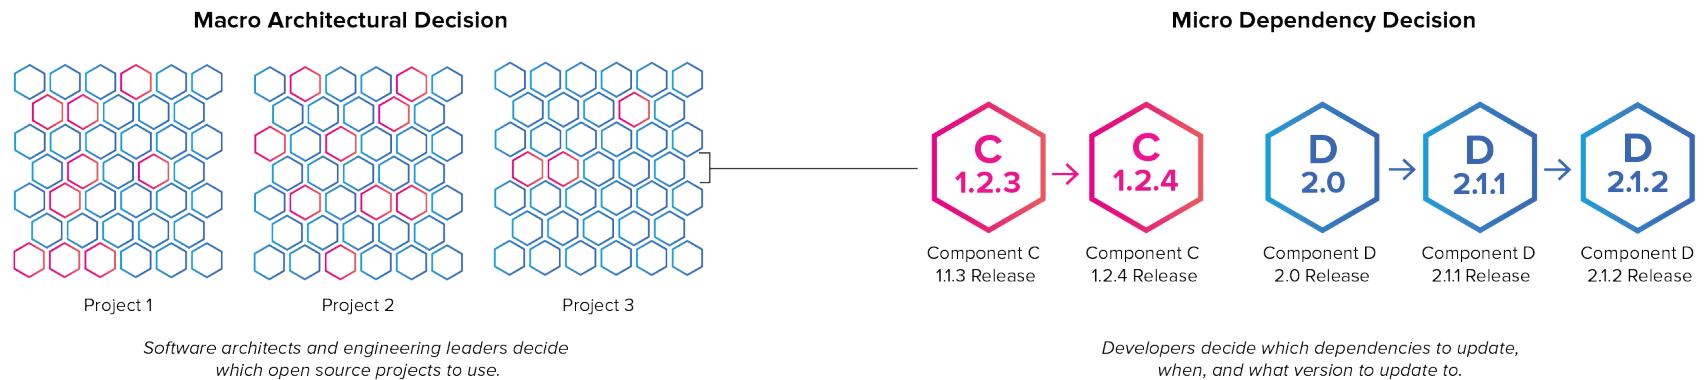 Macro Architectural Decision
Project 1
Project 2
Project 3
Software architects and engineering leaders decide
which open source projects to use.
Micro Dependency Decision
C
1.2.3
C
1.2.4
D
2.0
D
2.1.1
D
2.1.2
Component C
1.1.3 Release
Component C
1.2.4 Release
Component D
2.0 Release
Component D
2.1.1 Release
Component D
2.1.2 Release
Developers decide which dependencies to update,
when, and what version to update to.